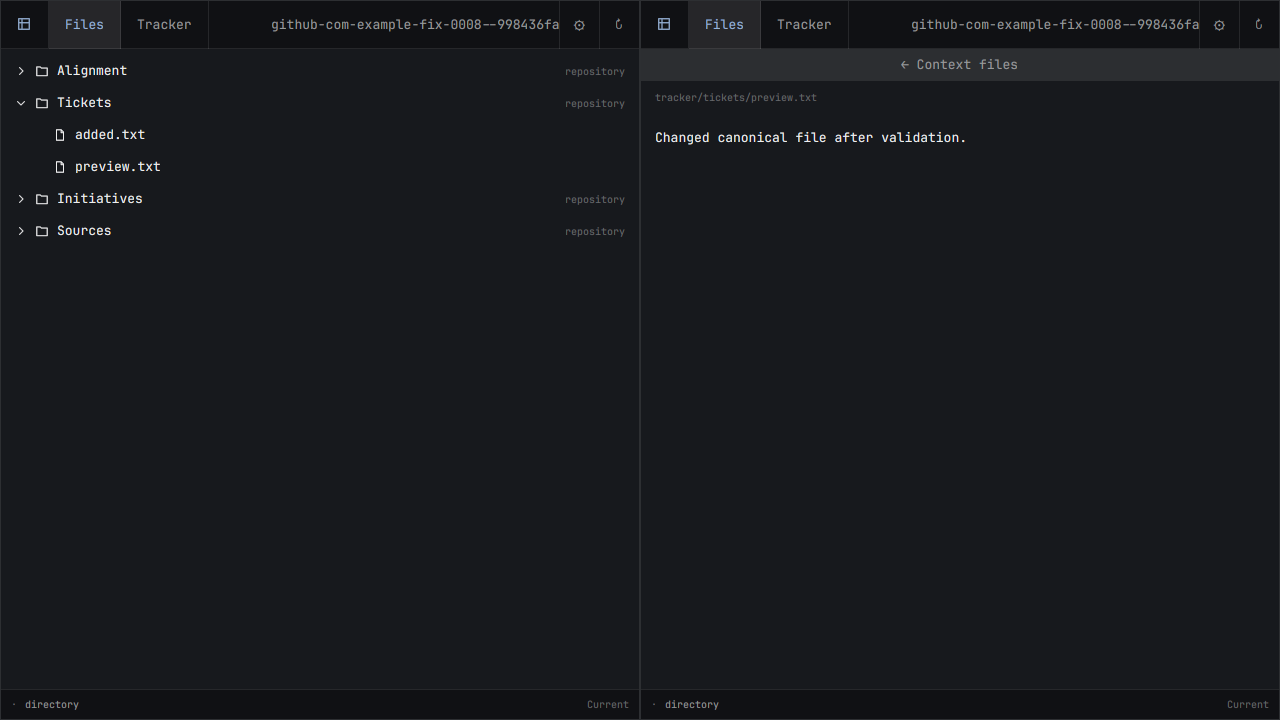 Files Tracker github-com-example-fix-0008--998436fa
Alignment repository
Tickets repository
added.txt
preview.txt
Initiatives repository
Sources repository
· directory Current
Files Tracker github-com-example-fix-0008--998436fa
← Context files
tracker/tickets/preview.txt
Changed canonical file after validation.
· directory Current